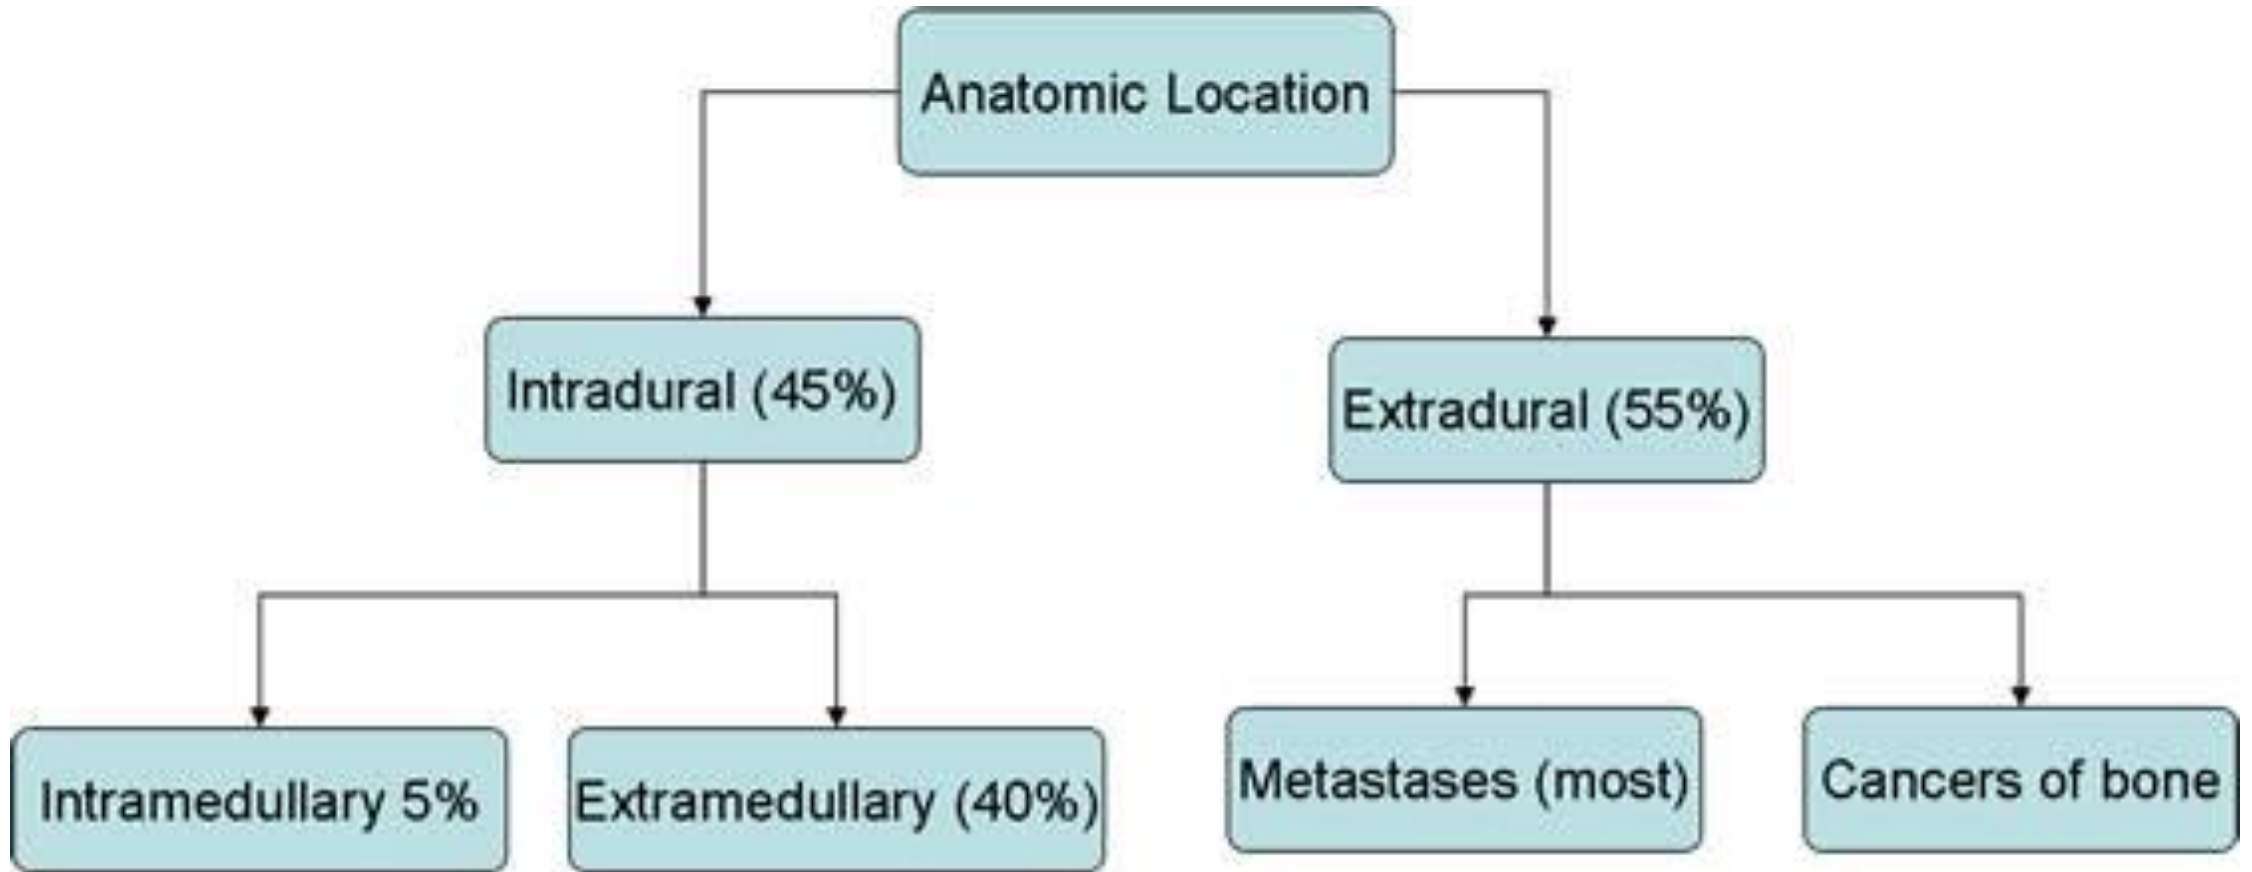 Anatomic Location
Intradural (45%)
Extradural (55%)
Intramedullary 5%
Extramedullary (40%)
Metastases (most)
Cancers of bone